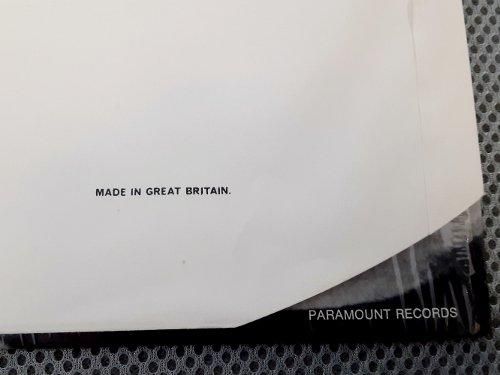 MADE IN GREAT BRITAIN.
PARAMOUNT RECORDS